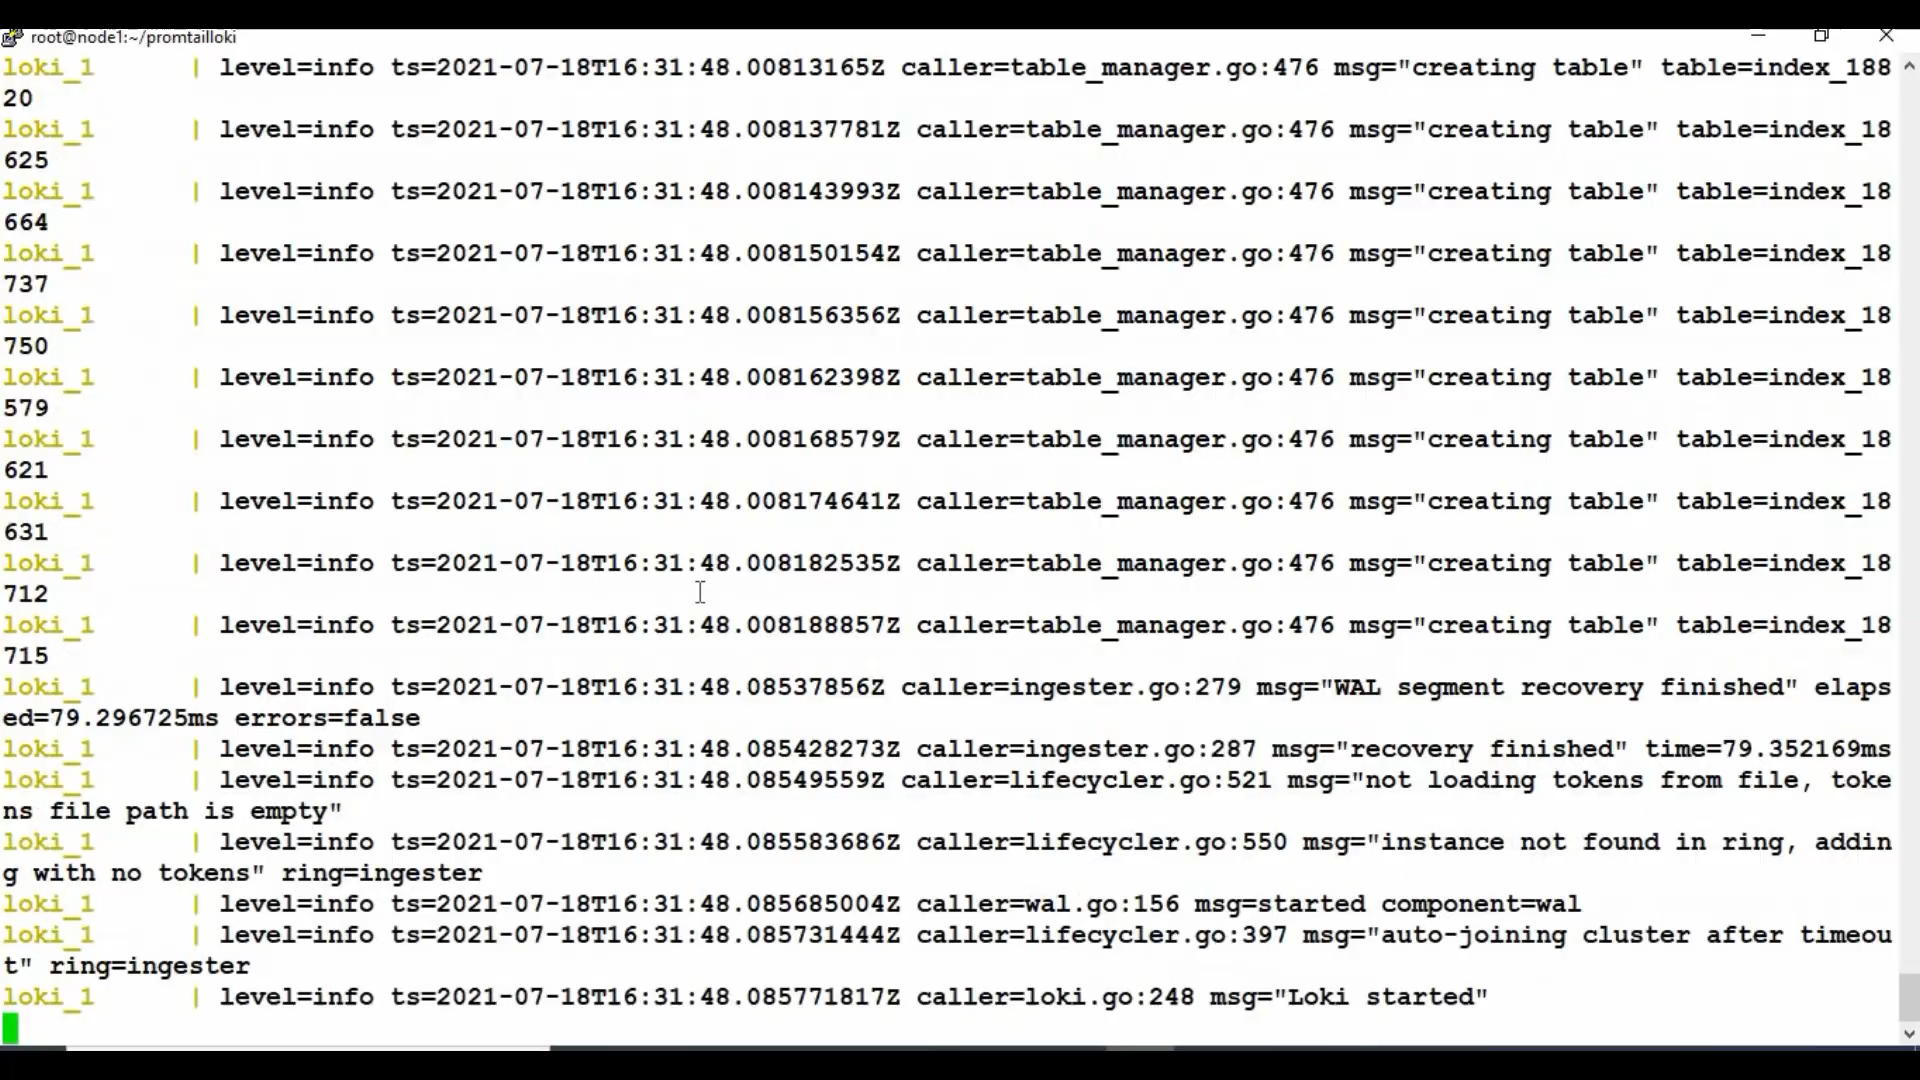 root@node1:~/promtailloki
loki_1 | level=info ts=2021-07-18T16:31:48.00813165Z caller=table_manager.go:476 msg="creating table" table=index_188
20
loki_1 | level=info ts=2021-07-18T16:31:48.008137781Z caller=table_manager.go:476 msg="creating table" table=index_18
625
loki_1 | level=info ts=2021-07-18T16:31:48.008143993Z caller=table_manager.go:476 msg="creating table" table=index_18
664
loki_1 | level=info ts=2021-07-18T16:31:48.008150154Z caller=table_manager.go:476 msg="creating table" table=index_18
737
loki_1 | level=info ts=2021-07-18T16:31:48.008156356Z caller=table_manager.go:476 msg="creating table" table=index_18
750
loki_1 | level=info ts=2021-07-18T16:31:48.008162398Z caller=table_manager.go:476 msg="creating table" table=index_18
579
loki_1 | level=info ts=2021-07-18T16:31:48.008168579Z caller=table_manager.go:476 msg="creating table" table=index_18
621
loki_1 | level=info ts=2021-07-18T16:31:48.008174641Z caller=table_manager.go:476 msg="creating table" table=index_18
631
loki_1 | level=info ts=2021-07-18T16:31:48.008182535Z caller=table_manager.go:476 msg="creating table" table=index_18
712
loki_1 | level=info ts=2021-07-18T16:31:48.008188857Z caller=table_manager.go:476 msg="creating table" table=index_18
715
loki_1 | level=info ts=2021-07-18T16:31:48.08537856Z caller=ingester.go:279 msg="WAL segment recovery finished" elaps
ed=79.296725ms errors=false
loki_1 | level=info ts=2021-07-18T16:31:48.085428273Z caller=ingester.go:287 msg="recovery finished" time=79.352169ms
loki_1 | level=info ts=2021-07-18T16:31:48.08549559Z caller=lifecycler.go:521 msg="not loading tokens from file, toke
ns file path is empty"
loki_1 | level=info ts=2021-07-18T16:31:48.085583686Z caller=lifecycler.go:550 msg="instance not found in ring, addin
g with no tokens" ring=ingester
loki_1 | level=info ts=2021-07-18T16:31:48.085685004Z caller=wal.go:156 msg=started component=wal
loki_1 | level=info ts=2021-07-18T16:31:48.085731444Z caller=lifecycler.go:397 msg="auto-joining cluster after timeou
t" ring=ingester
loki_1 | level=info ts=2021-07-18T16:31:48.085771817Z caller=loki.go:248 msg="Loki started"